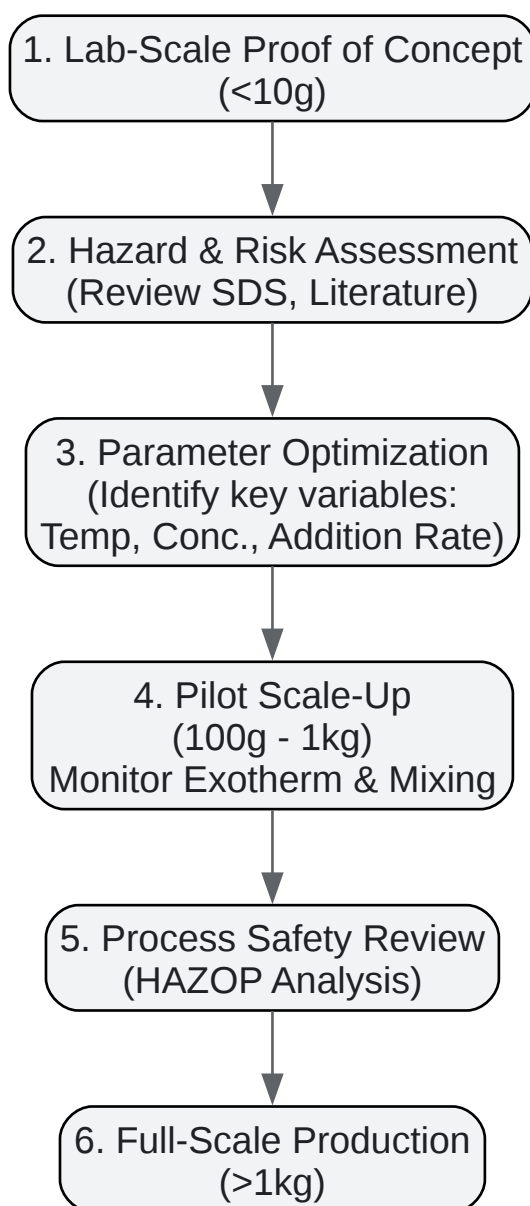 1. Lab-Scale Proof of Concept
(<10g)
2. Hazard & Risk Assessment
(Review SDS, Literature)
3. Parameter Optimization
(Identify key variables:
Temp, Conc., Addition Rate)
4. Pilot Scale-Up
(100g - 1kg)
Monitor Exotherm & Mixing
5. Process Safety Review
(HAZOP Analysis)
6. Full-Scale Production
(>1kg)